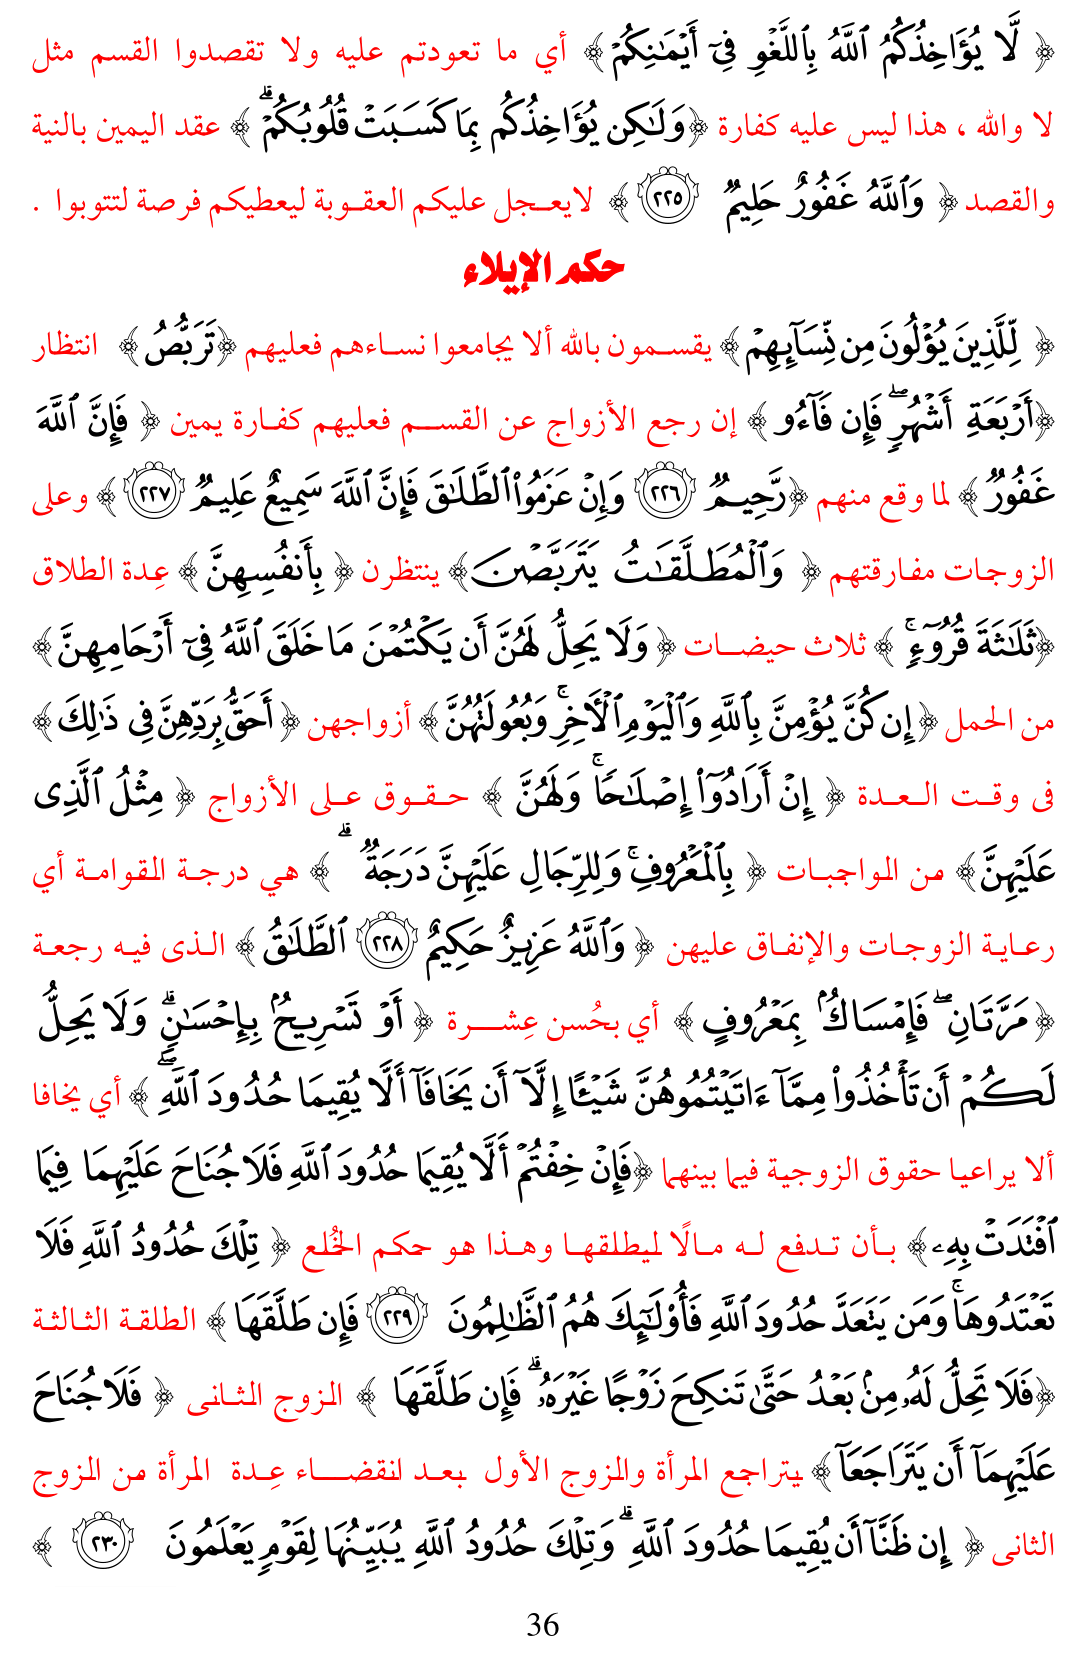 ﴿ لَّا يُؤَاخِذُكُمُ ٱللَّهُ بِٱللَّغْوِ فِىٓ أَيْمَٰنِكُمْ ﴾ أي ما تعودتم عليه ولا تقصدوا القسم مثل
لا والله ، هذا ليس عليه كفارة ﴿ وَلَٰكِن يُؤَاخِذُكُم بِمَا كَسَبَتْ قُلُوبُكُمْ ۗ ﴾ عقد اليمين بالنية
والقصد ﴿ وَٱللَّهُ غَفُورٌ حَلِيمٌ ٢٢٥ ﴾ لايعجل عليكم العقوبة ليعطيكم فرصة لتتوبوا .
حكم الإيلاء
﴿ لِّلَّذِينَ يُؤْلُونَ مِن نِّسَآئِهِمْ ﴾ يقسمون بالله ألا يجامعوا نساءهم فعليهم ﴿ تَرَبُّصُ ﴾ انتظار
﴿ أَرْبَعَةِ أَشْهُرٍ ۖ فَإِن فَآءُو ﴾ إن رجع الأزواج عن القسم فعليهم كفارة يمين ﴿ فَإِنَّ ٱللَّهَ
غَفُورٌ ﴾ لما وقع منهم ﴿ رَّحِيمٌ ٢٢٦ وَإِنْ عَزَمُوا۟ ٱلطَّلَٰقَ فَإِنَّ ٱللَّهَ سَمِيعٌ عَلِيمٌ ٢٢٧ ﴾ وعلى
الزوجات مفارقتهم ﴿ وَٱلْمُطَلَّقَٰتُ يَتَرَبَّصْنَ ﴾ ينتظرن ﴿ بِأَنفُسِهِنَّ ﴾ عِدة الطلاق
﴿ ثَلَٰثَةَ قُرُوٓءٍ ۚ ﴾ ثلاث حيضات ﴿ وَلَا يَحِلُّ لَهُنَّ أَن يَكْتُمْنَ مَا خَلَقَ ٱللَّهُ فِىٓ أَرْحَامِهِنَّ ﴾
من الحمل ﴿ إِن كُنَّ يُؤْمِنَّ بِٱللَّهِ وَٱلْيَوْمِ ٱلْءَاخِرِ ۚ وَبُعُولَتُهُنَّ ﴾ أزواجهن ﴿ أَحَقُّ بِرَدِّهِنَّ فِى ذَٰلِكَ ﴾
فى وقت العدة ﴿ إِنْ أَرَادُوٓا۟ إِصْلَٰحًا ۚ وَلَهُنَّ ﴾ حقوق على الأزواج ﴿ مِثْلُ ٱلَّذِى
عَلَيْهِنَّ ﴾ من الواجبات ﴿ بِٱلْمَعْرُوفِ ۚ وَلِلرِّجَالِ عَلَيْهِنَّ دَرَجَةٌ ۗ ﴾ هي درجة القوامة أي
رعاية الزوجات والإنفاق عليهن ﴿ وَٱللَّهُ عَزِيزٌ حَكِيمٌ ٢٢٨ ٱلطَّلَٰقُ ﴾ الذى فيه رجعة
﴿ مَرَّتَانِ ۖ فَإِمْسَاكٌۢ بِمَعْرُوفٍ ﴾ أي بحُسن عِشرة ﴿ أَوْ تَسْرِيحٌۢ بِإِحْسَٰنٍ ۗ وَلَا يَحِلُّ
لَكُمْ أَن تَأْخُذُوا۟ مِمَّآ ءَاتَيْتُمُوهُنَّ شَيْـًٔا إِلَّآ أَن يَخَافَآ أَلَّا يُقِيمَا حُدُودَ ٱللَّهِ ۖ ﴾ أي يخافا
ألا يراعيا حقوق الزوجية فيما بينهما ﴿ فَإِنْ خِفْتُمْ أَلَّا يُقِيمَا حُدُودَ ٱللَّهِ فَلَا جُنَاحَ عَلَيْهِمَا فِيمَا
ٱفْتَدَتْ بِهِۦ ﴾ بأن تدفع له مالًا ليطلقها وهذا هو حكم الخُلع ﴿ تِلْكَ حُدُودُ ٱللَّهِ فَلَا
تَعْتَدُوهَا ۚ وَمَن يَتَعَدَّ حُدُودَ ٱللَّهِ فَأُو۟لَٰٓئِكَ هُمُ ٱلظَّٰلِمُونَ ٢٢٩ فَإِن طَلَّقَهَا ﴾ الطلقة الثالثة
﴿ فَلَا تَحِلُّ لَهُۥ مِنۢ بَعْدُ حَتَّىٰ تَنكِحَ زَوْجًا غَيْرَهُۥ ۗ فَإِن طَلَّقَهَا ﴾ الزوج الثانى ﴿ فَلَا جُنَاحَ
عَلَيْهِمَآ أَن يَتَرَاجَعَآ ﴾ يتراجع المرأة والزوج الأول بعد انقضاء عِدة المرأة من الزوج
الثانى ﴿ إِن ظَنَّآ أَن يُقِيمَا حُدُودَ ٱللَّهِ ۗ وَتِلْكَ حُدُودُ ٱللَّهِ يُبَيِّنُهَا لِقَوْمٍ يَعْلَمُونَ ٢٣٠ ﴾
36